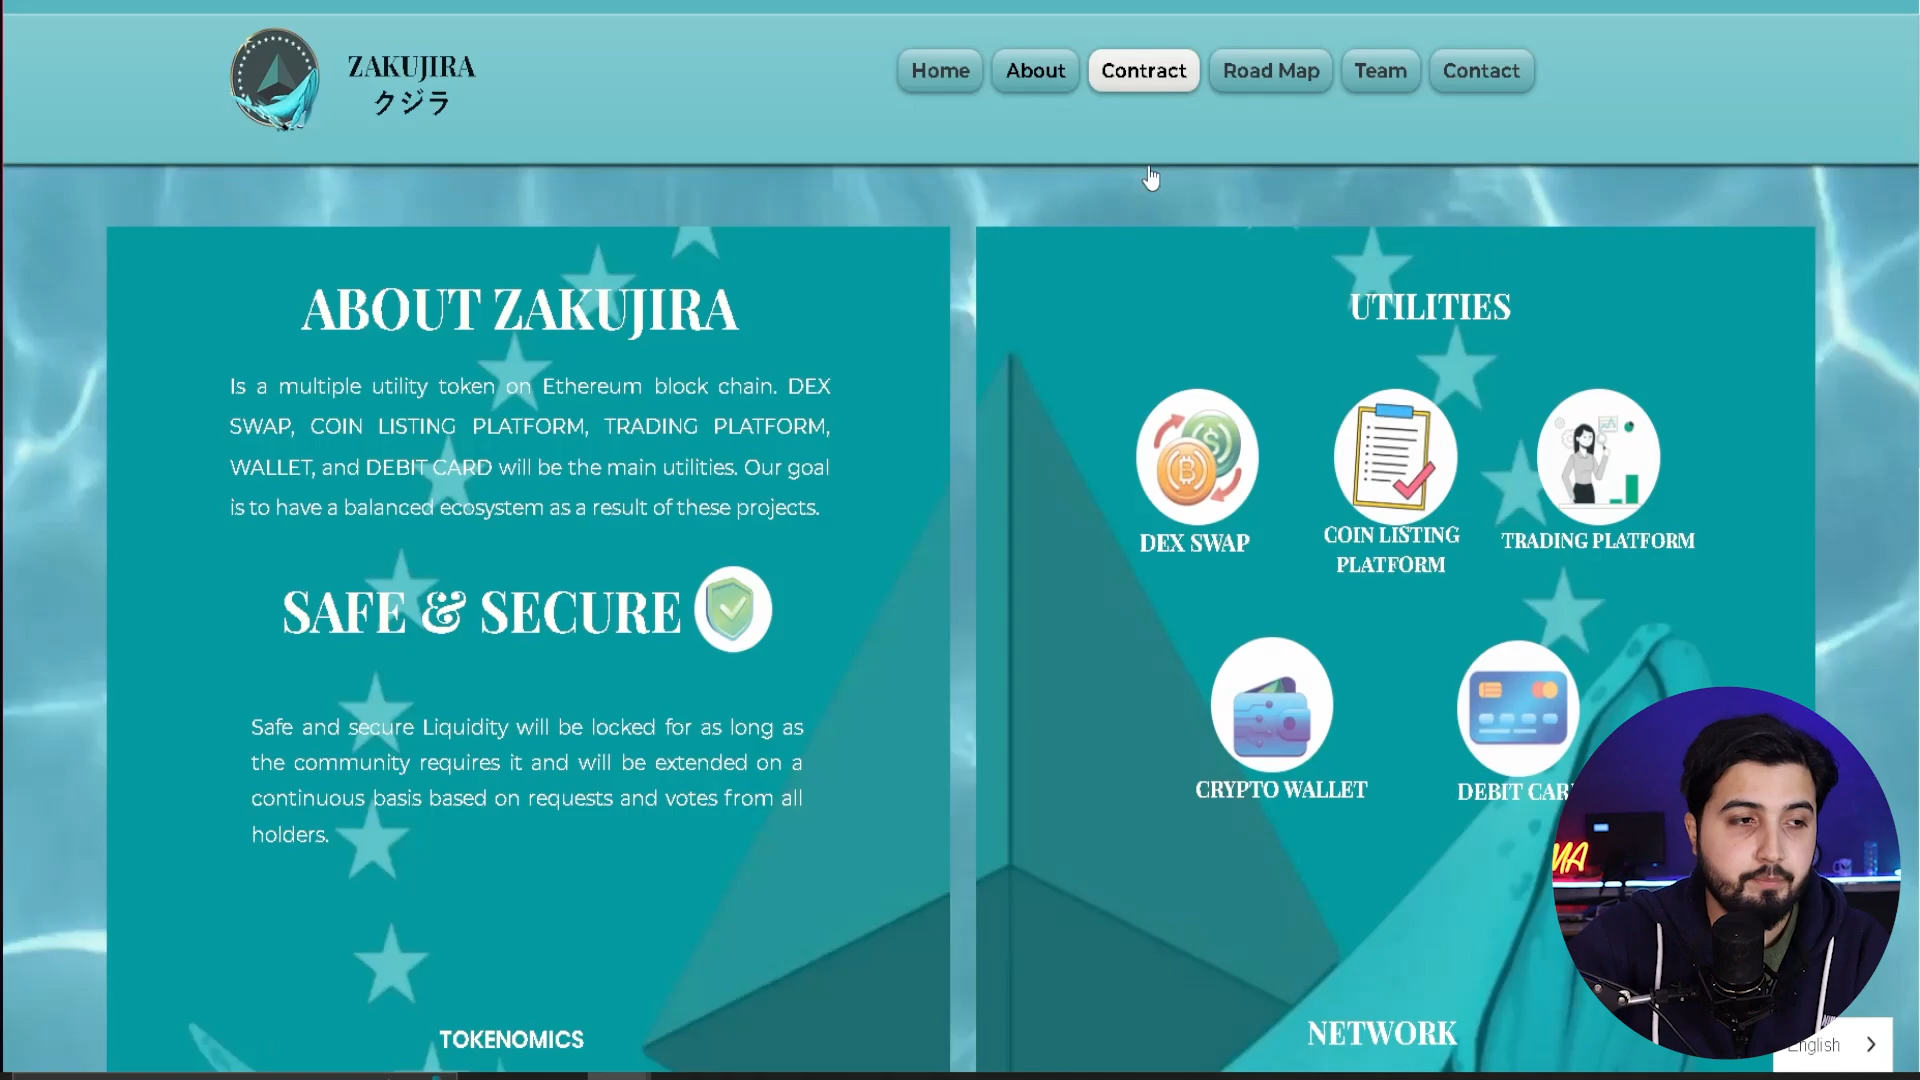 ZAKUJIRA
クジラ
Home
About
Contract
Road Map
Team
Contact
ABOUT ZAKUJIRA
Is a multiple utility token on Ethereum block chain. DEX
SWAP, COIN LISTING PLATFORM, TRADING PLATFORM,
WALLET, and DEBIT CARD will be the main utilities. Our goal
is to have a balanced ecosystem as a result of these projects.
SAFE & SECURE
Safe and secure Liquidity will be locked for as long as
the community requires it and will be extended on a
continuous basis based on requests and votes from all
holders.
TOKENOMICS
UTILITIES
DEX SWAP
COIN LISTING
PLATFORM
TRADING PLATFORM
CRYPTO WALLET
DEBIT CAR
NETWORK
MA
English